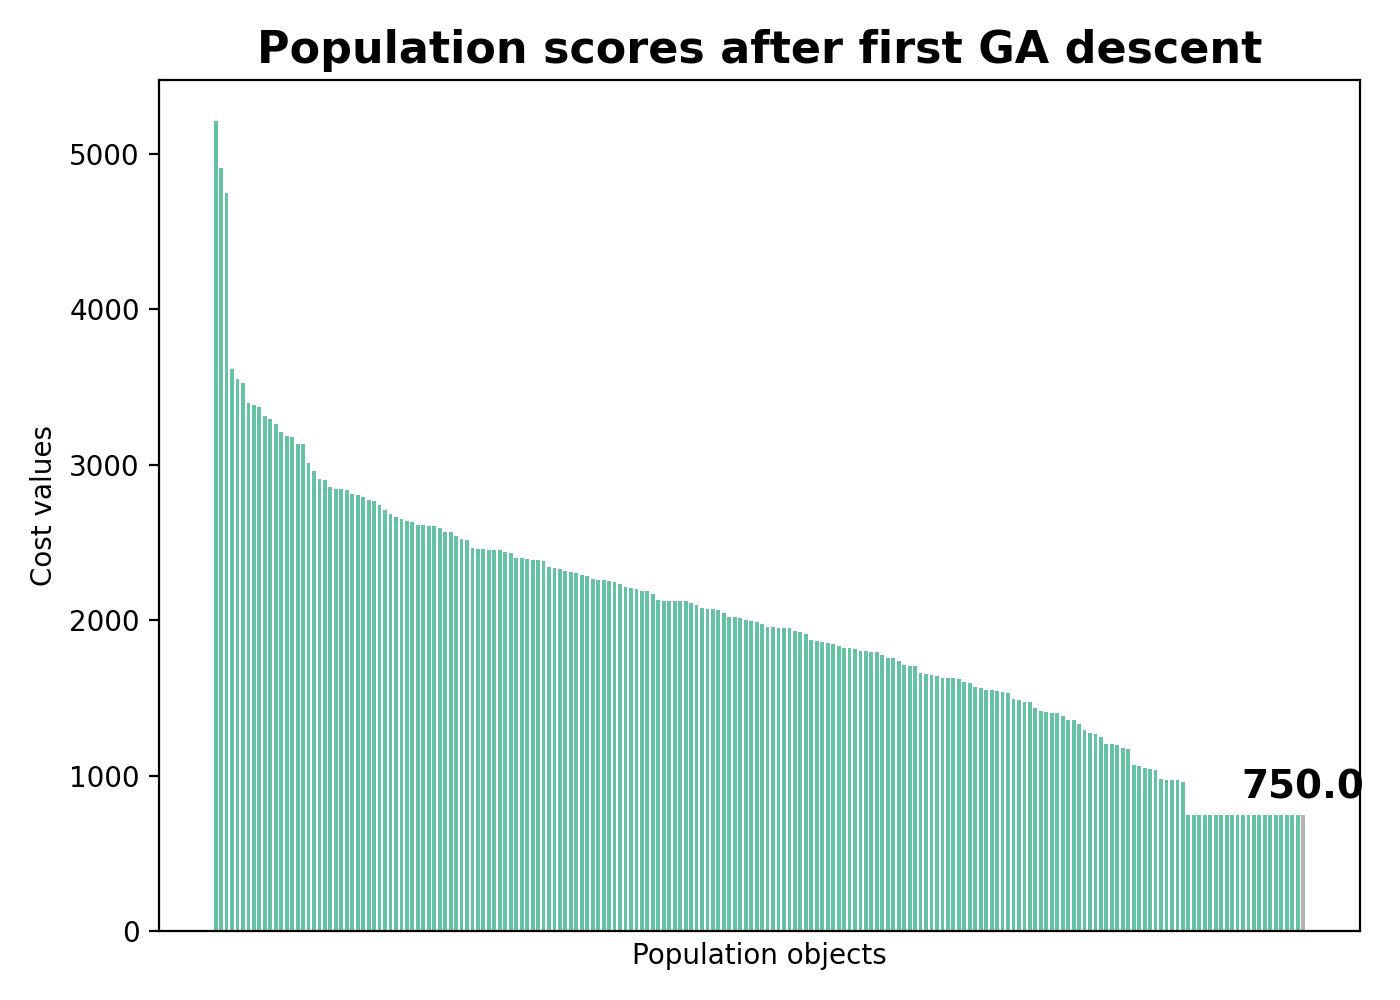 Population scores after first GA descent
5000
4000
3000
2000
1000
0
Cost values
750.0
Population objects